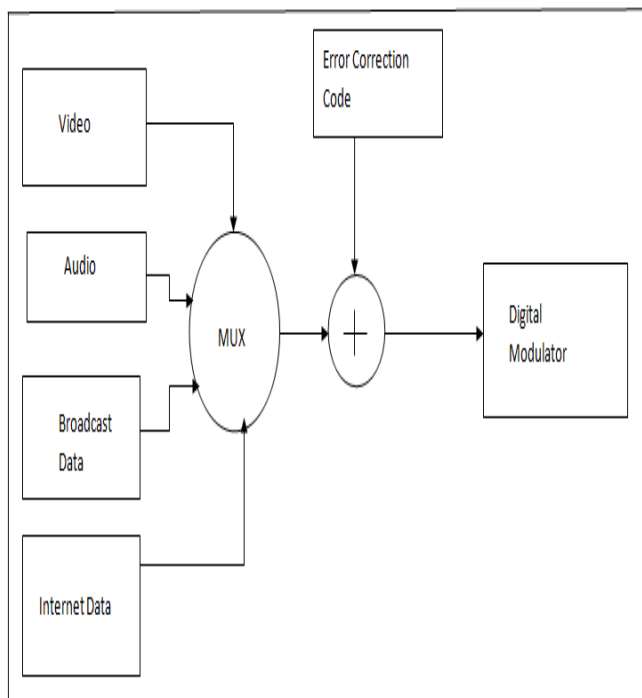 Error Correction
Code
Video
Audio
MUX
Digital
Modulator
Broadcast
Data
Internet Data